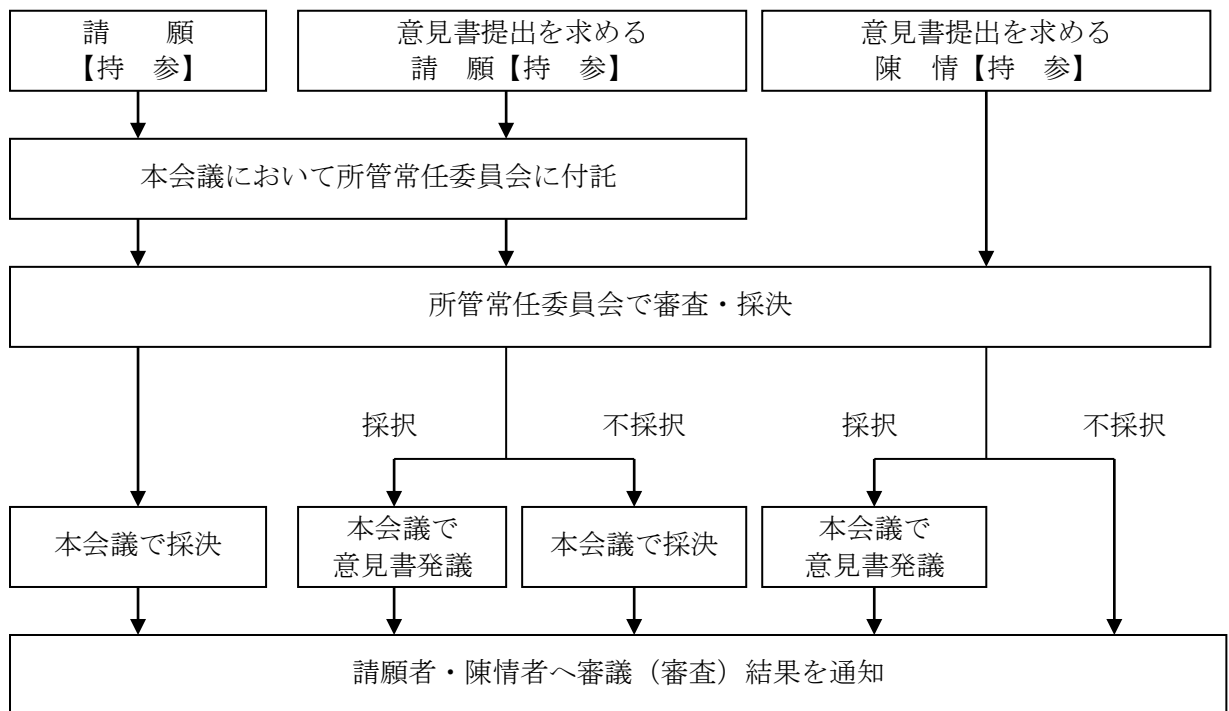 請　　願
【持　参】
意見書提出を求める
請　願【持　参】
意見書提出を求める
陳　情【持　参】
本会議において所管常任委員会に付託
所管常任委員会で審査・採決
採択
不採択
採択
不採択
本会議で採決
本会議で
意見書発議
本会議で採決
本会議で
意見書発議
請願者・陳情者へ審議（審査）結果を通知